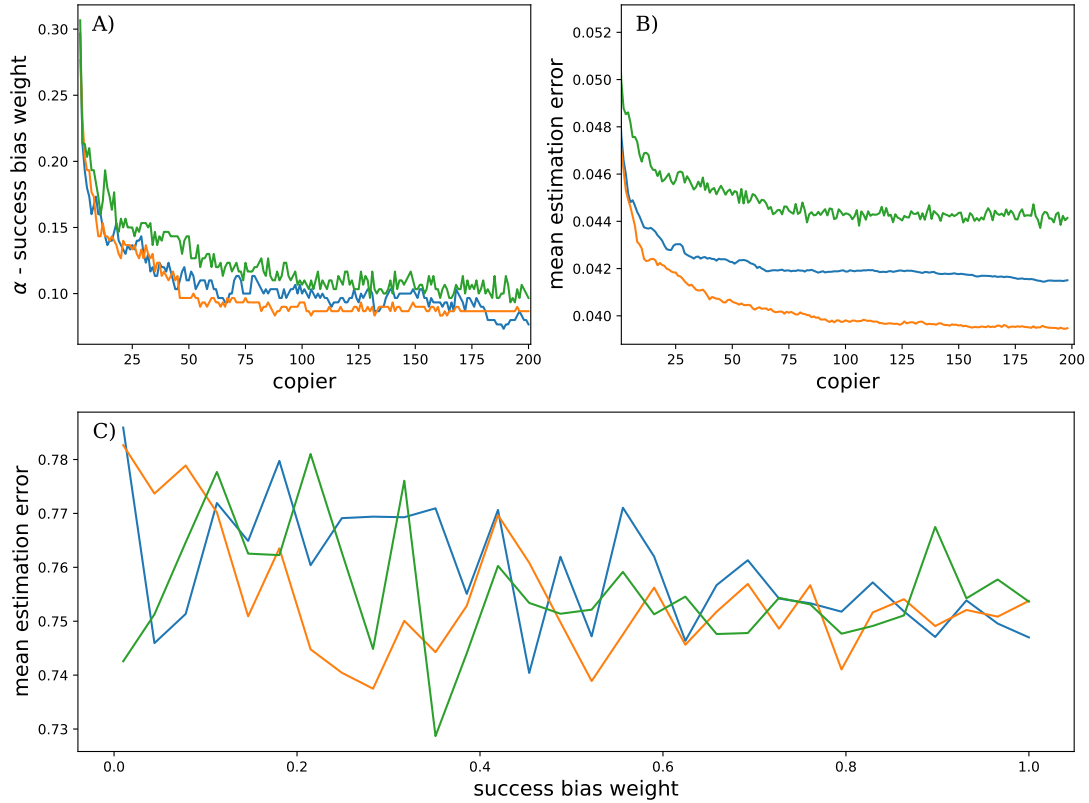 A)
α - success bias weight
0.30
0.25
0.20
0.15
0.10
25 50 75 100 125 150 175 200
copier
B)
mean estimation error
0.052
0.050
0.048
0.046
0.044
0.042
0.040
25 50 75 100 125 150 175 200
copier
C)
mean estimation error
0.78
0.77
0.76
0.75
0.74
0.73
0.0 0.2 0.4 0.6 0.8 1.0
success bias weight